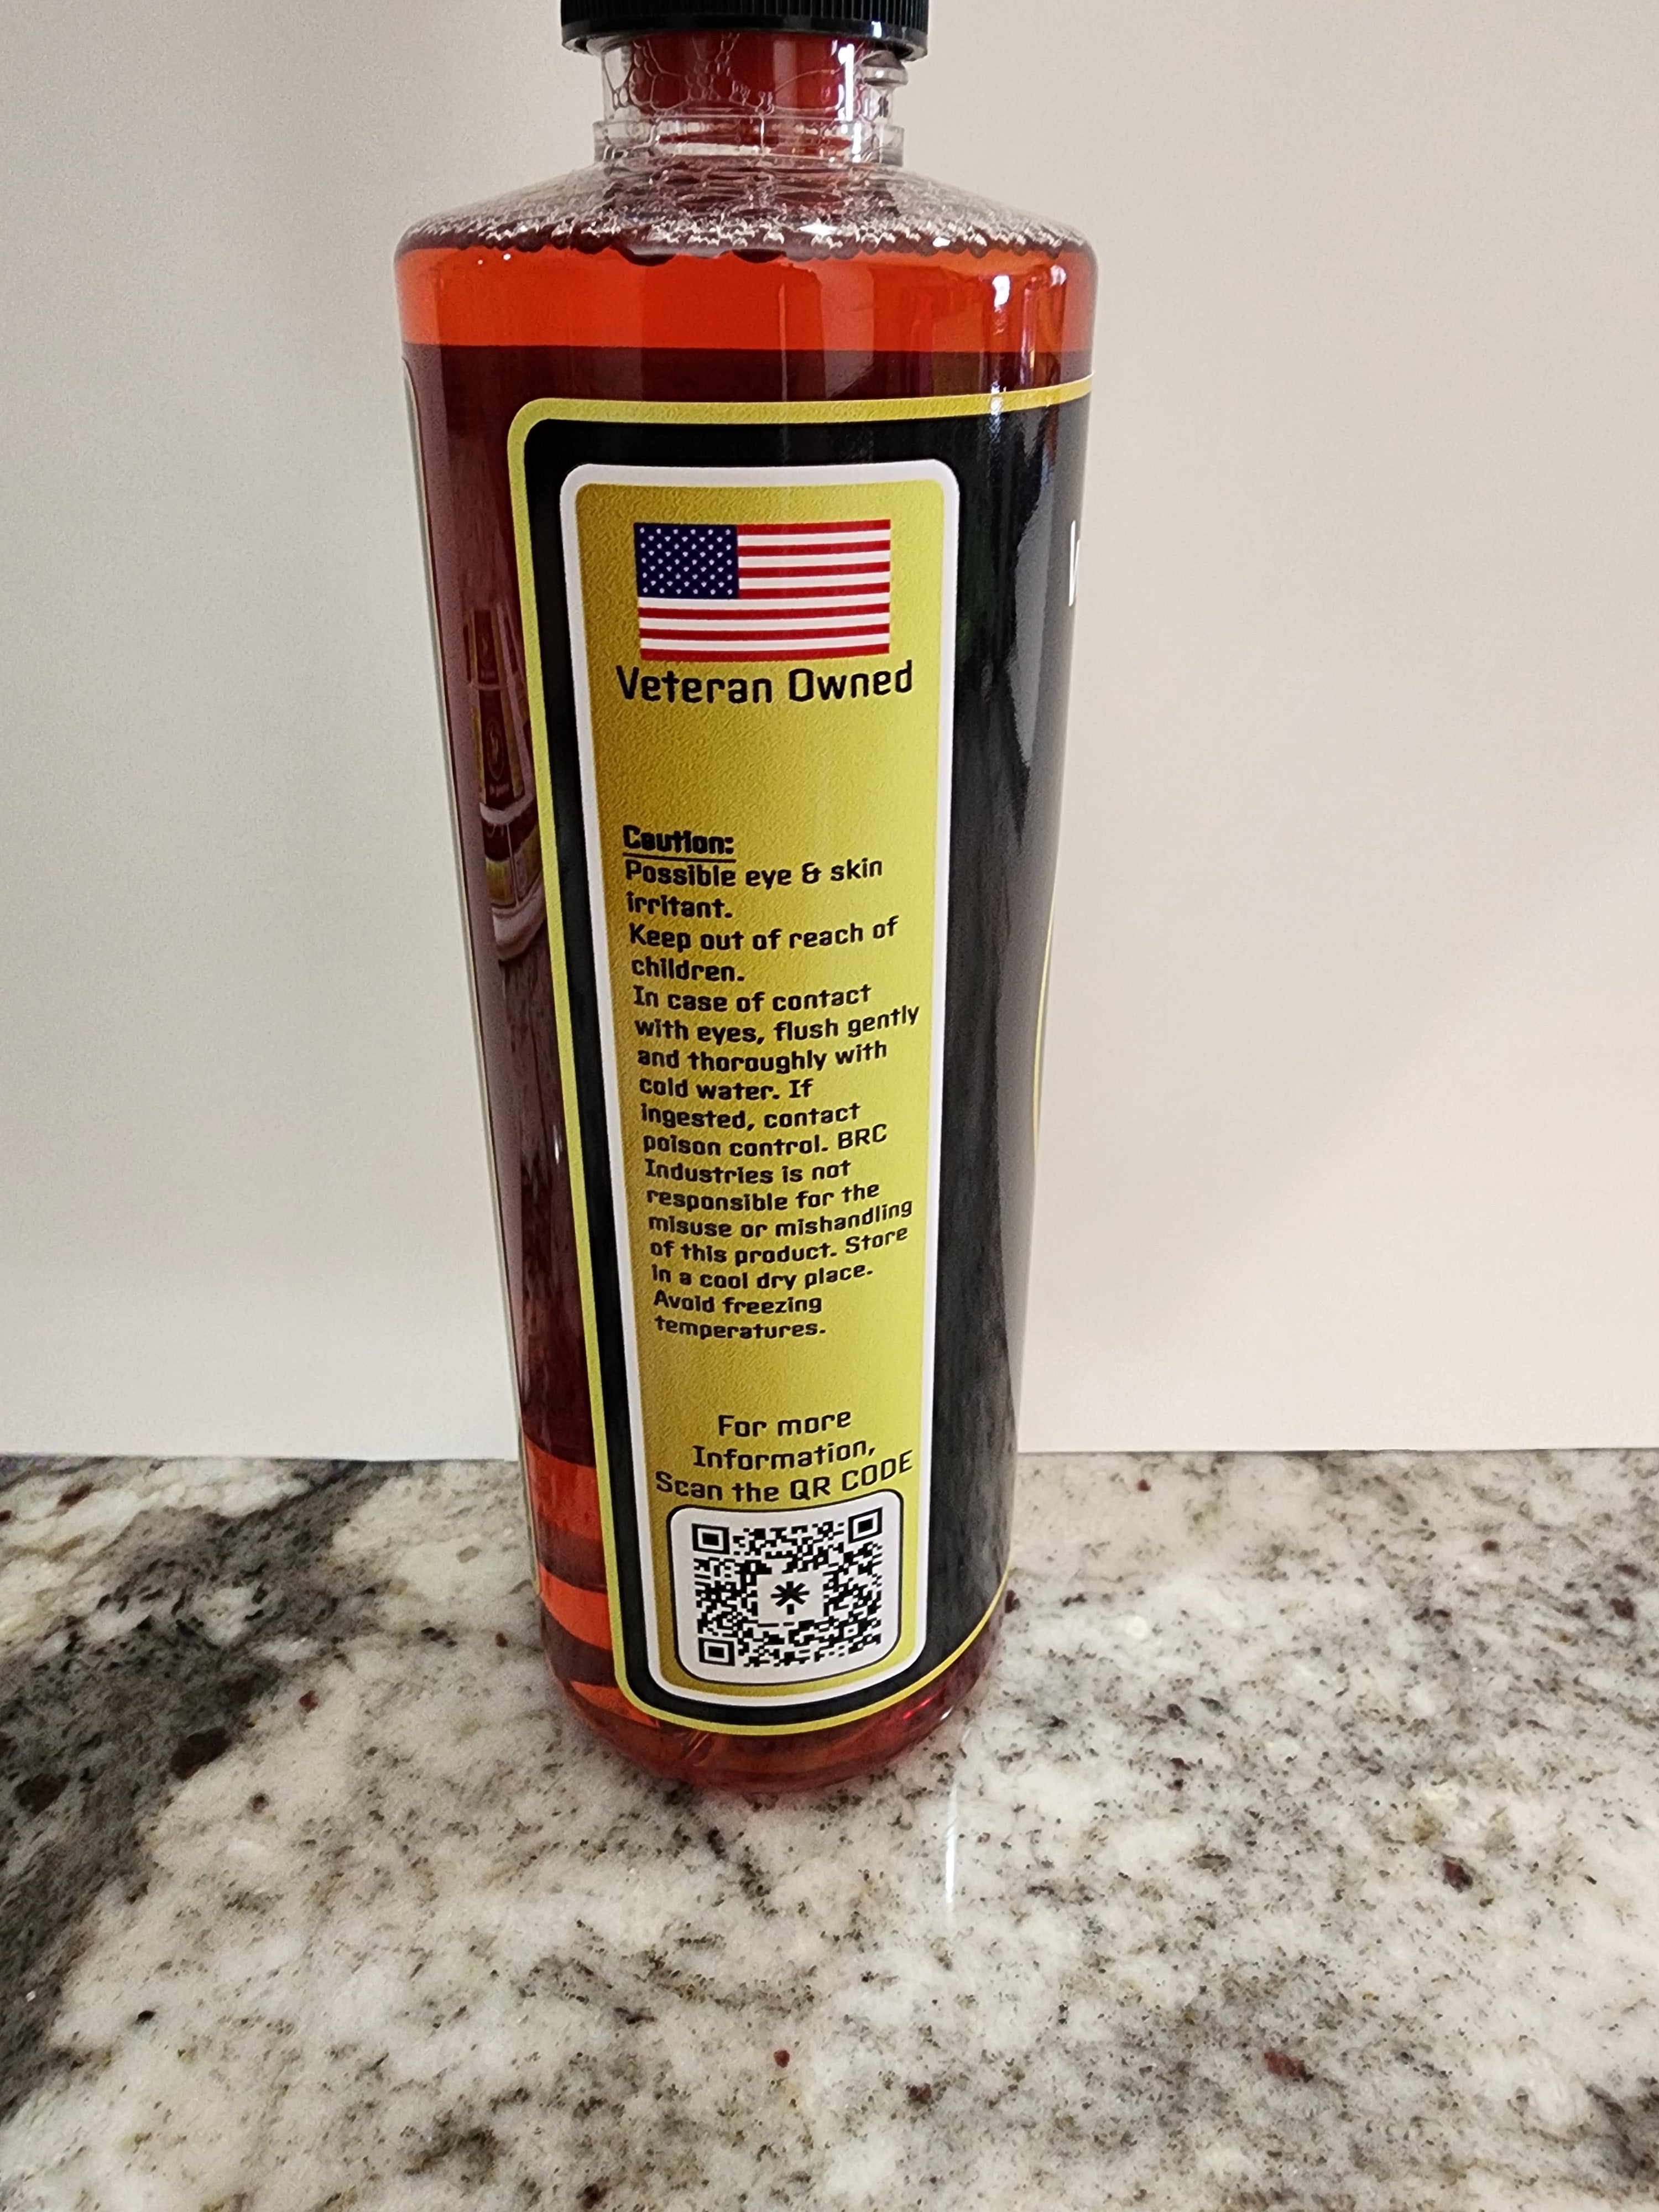 Veteran Owned
Caution:
Possible eye & skin
irritant.
Keep out of reach of
children.
In case of contact
with eyes, flush gently
and thoroughly with
cold water. If
ingested, contact
poison control. BRC
Industries is not
responsible for the
misuse or mishandling
of this product. Store
in a cool dry place.
Avoid freezing
temperatures.
For more
Information,
Scan the QR CODE